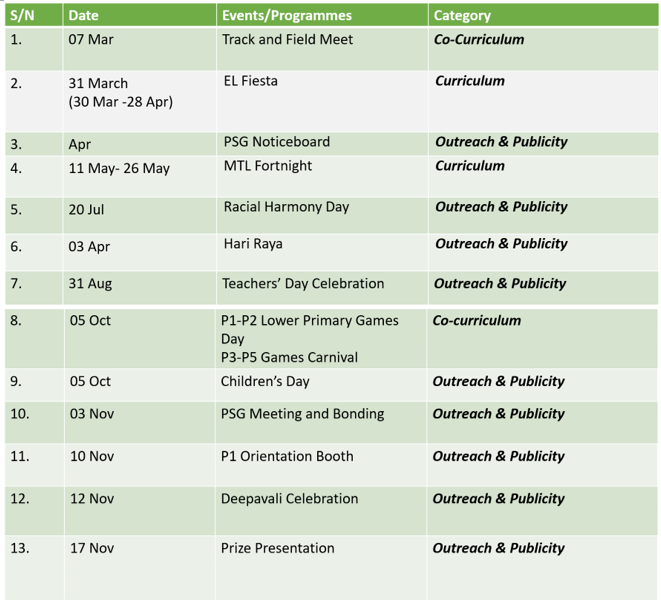 S/N Date Events/Programmes Category
1. 07 Mar Track and Field Meet Co-Curriculum
2. 31 March EL Fiesta Curriculum
(30 Mar -28 Apr)
3. Apr PSG Noticeboard Outreach & Publicity
4. 11 May- 26 May MTL Fortnight Curriculum
5. 20 Jul Racial Harmony Day Outreach & Publicity
6. 03 Apr Hari Raya Outreach & Publicity
7. 31 Aug Teachers’ Day Celebration Outreach & Publicity
8. 05 Oct P1-P2 Lower Primary Games Co-curriculum
Day
P3-P5 Games Carnival
9. 05 Oct Children’s Day Outreach & Publicity
10. 03 Nov PSG Meeting and Bonding Outreach & Publicity
11. 10 Nov P1 Orientation Booth Outreach & Publicity
12. 12 Nov Deepavali Celebration Outreach & Publicity
13. 17 Nov Prize Presentation Outreach & Publicity